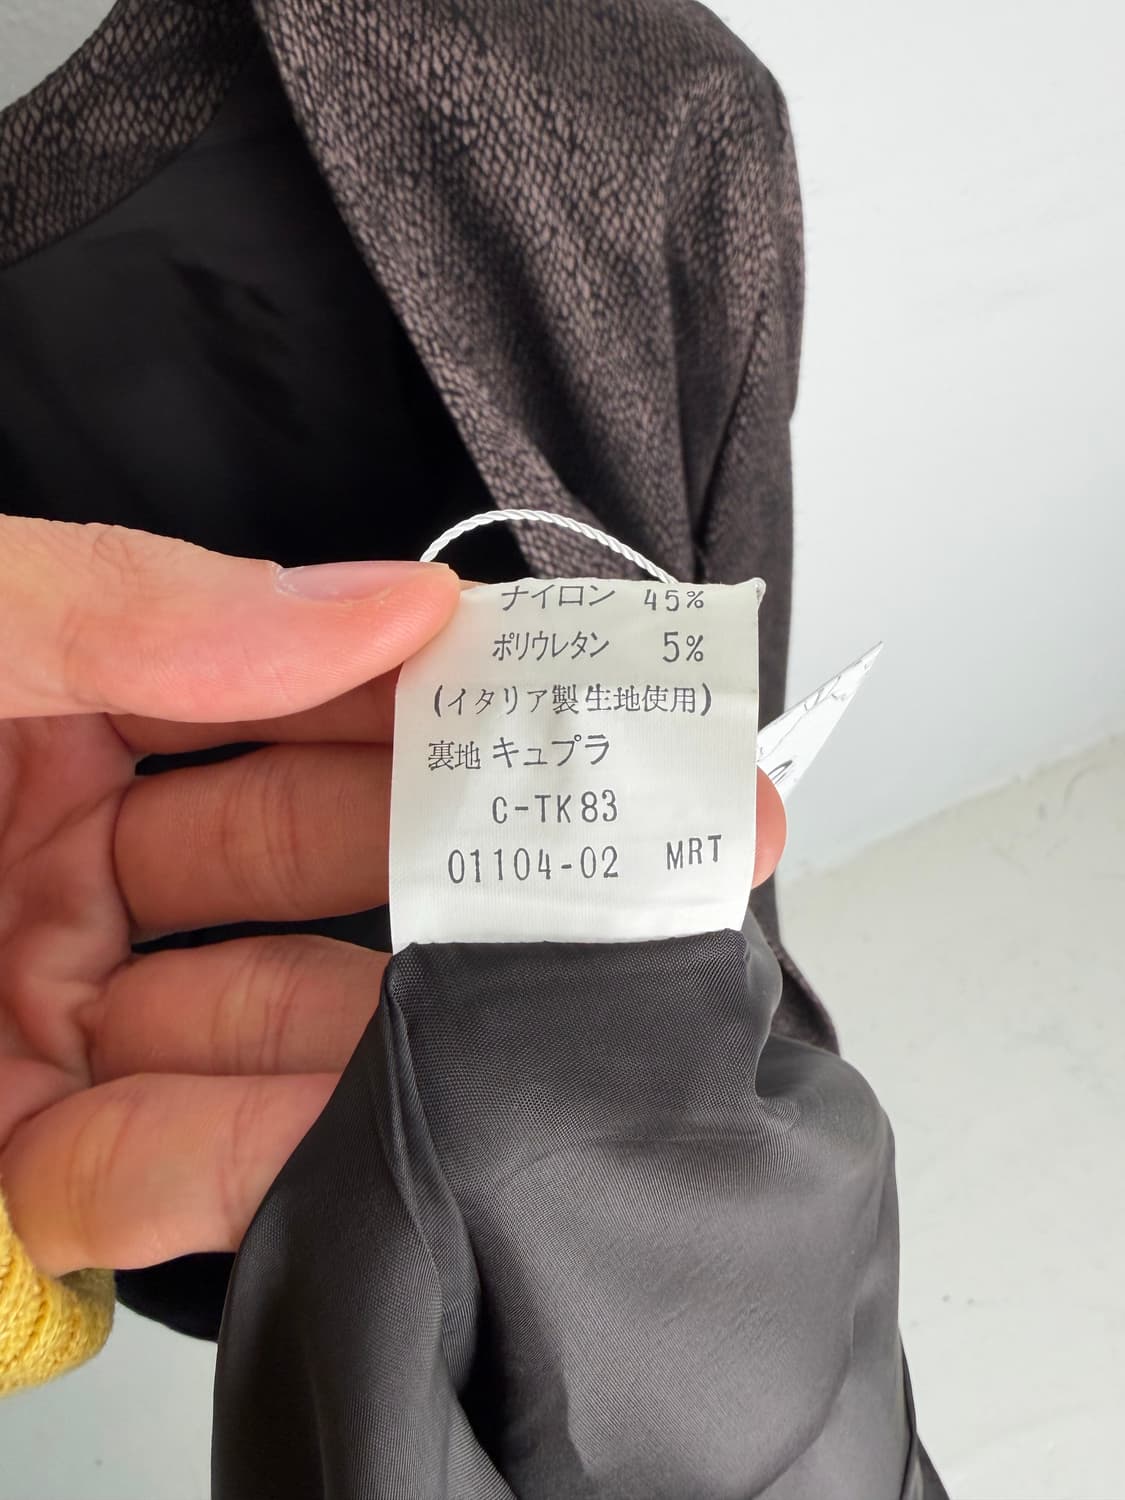 ナイロン 45%
ポリウレタン 5%
(イタリア製生地使用)
裏地 キュプラ
C-TK83
01104-02 MRT